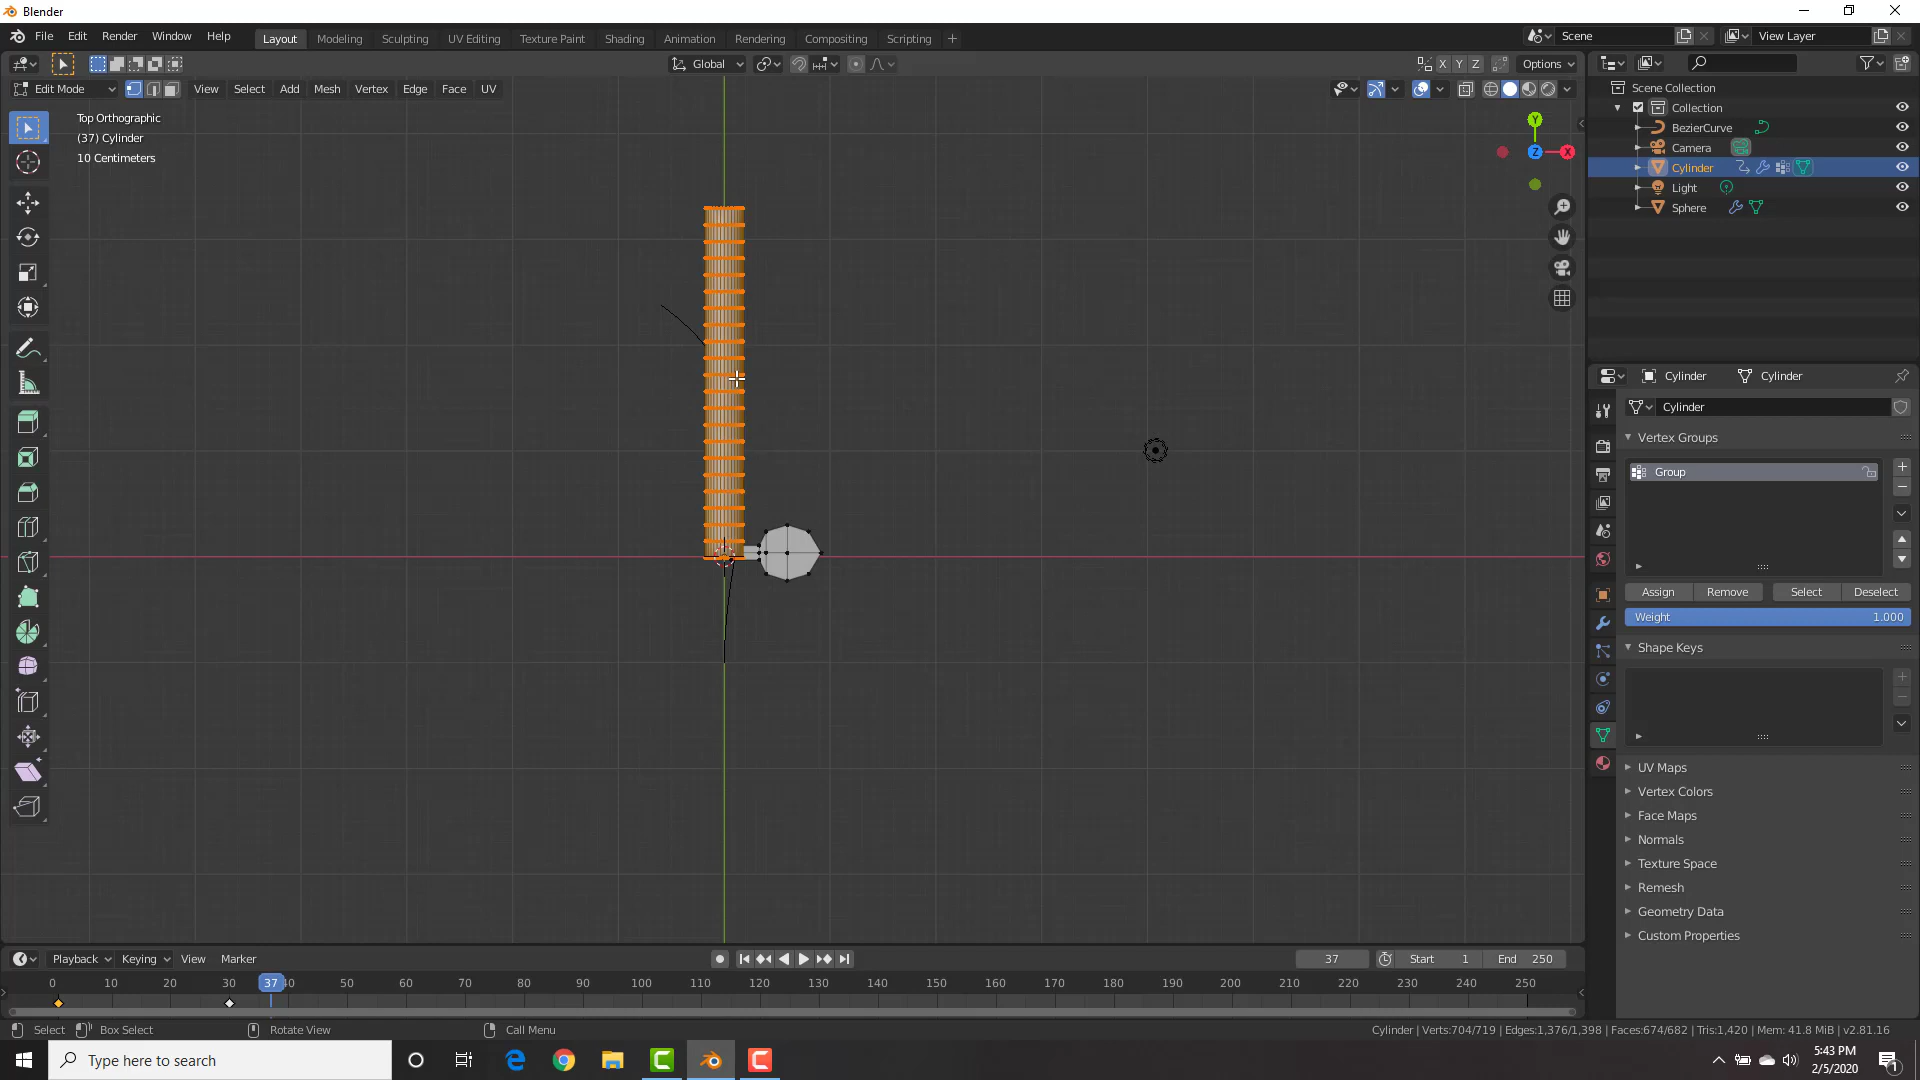 Blender
File Edit Render Window Help
Layout Modeling Sculpting UV Editing Texture Paint Shading Animation Rendering Compositing Scripting
Scene
View Layer
Global
X Y Z
Options
Edit Mode
View Select Add Mesh Vertex Edge Face UV
Top Orthographic
(37) Cylinder
10 Centimeters
Y
Z
X
Scene Collection
Collection
BezierCurve
Camera
Cylinder
Light
Sphere
Cylinder
Cylinder
Cylinder
Vertex Groups
Group
Assign Remove Select Deselect
Weight 1.000
Shape Keys
UV Maps
Vertex Colors
Face Maps
Normals
Texture Space
Remesh
Geometry Data
Custom Properties
Playback Keying View Marker
37
Start 1
End 250
0 10 20 30 37 40 50 60 70 80 90 100 110 120 130 140 150 160 170 180 190 200 210 220 230 240 250
Select Box Select Rotate View Call Menu
Cylinder | Verts:704/719 | Edges:1,376/1,398 | Faces:674/682 | Tris:1,420 | Mem: 41.8 MiB | v2.81.16
Type here to search
5:43 PM
2/5/2020
1